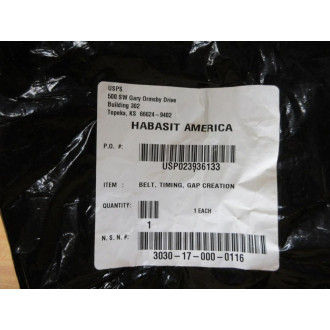 USPS
500 SW Gary Ormsby Drive
Building 302
Topeka, KS 66624-9402
HABASIT AMERICA
P.O. #:
USP023936133
ITEM : BELT, TIMING, GAP CREATION
QUANTITY: 1 EACH
1
N.S.N.#:
3030-17-000-0116